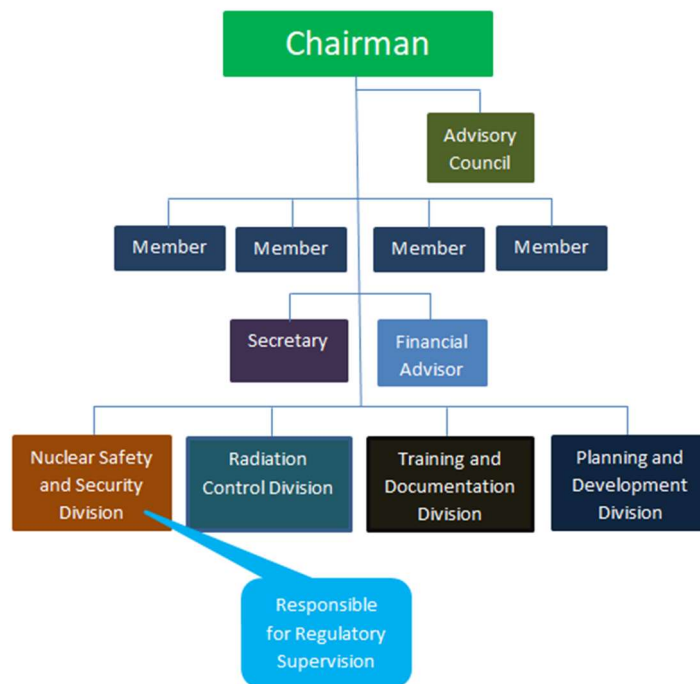 Chairman
Advisory
Council
Member
Member
Member
Member
Secretary
Financial
Advisor
Nuclear Safety
and Security
Division
Radiation
Control Division
Training and
Documentation
Division
Planning and
Development
Division
Responsible
for Regulatory
Supervision